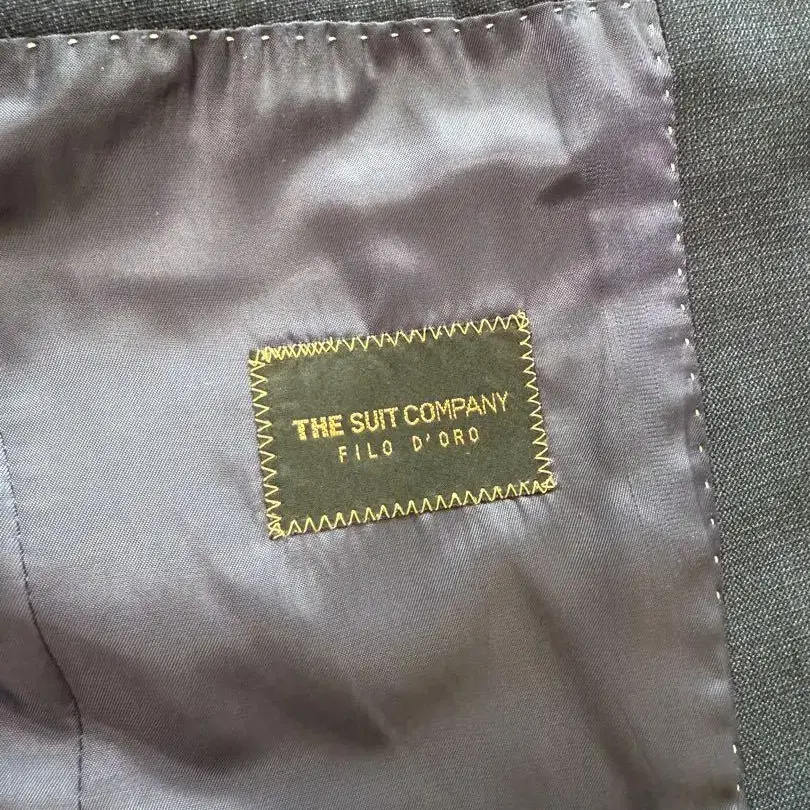 THE SUIT COMPANY
FILO D'ORO